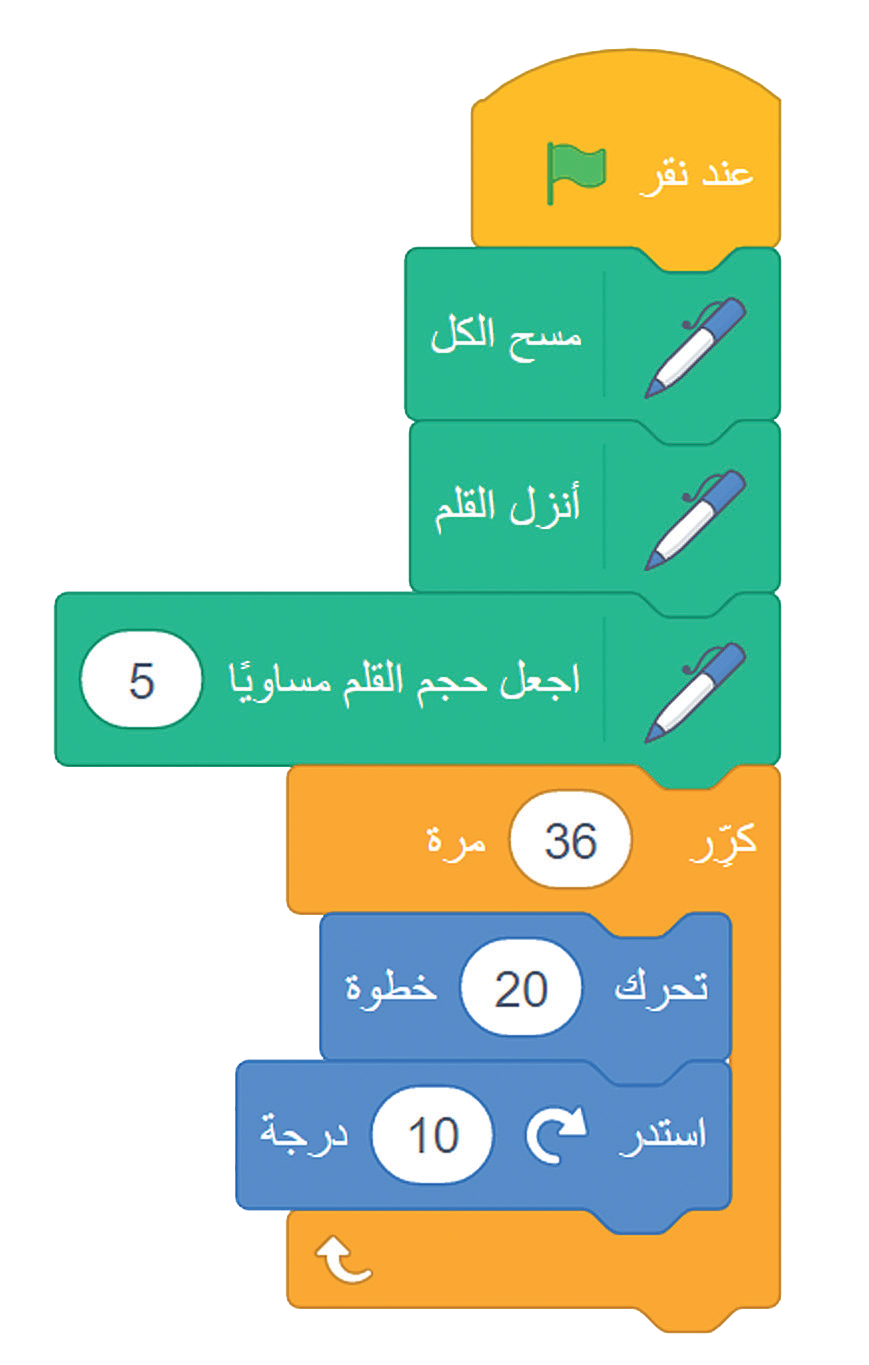 عند نقر
مسح الكل
أنزل القلم
اجعل حجم القلم مساويًا 5
كرِّر 36 مرة
تحرك 20 خطوة
استدر 10 درجة